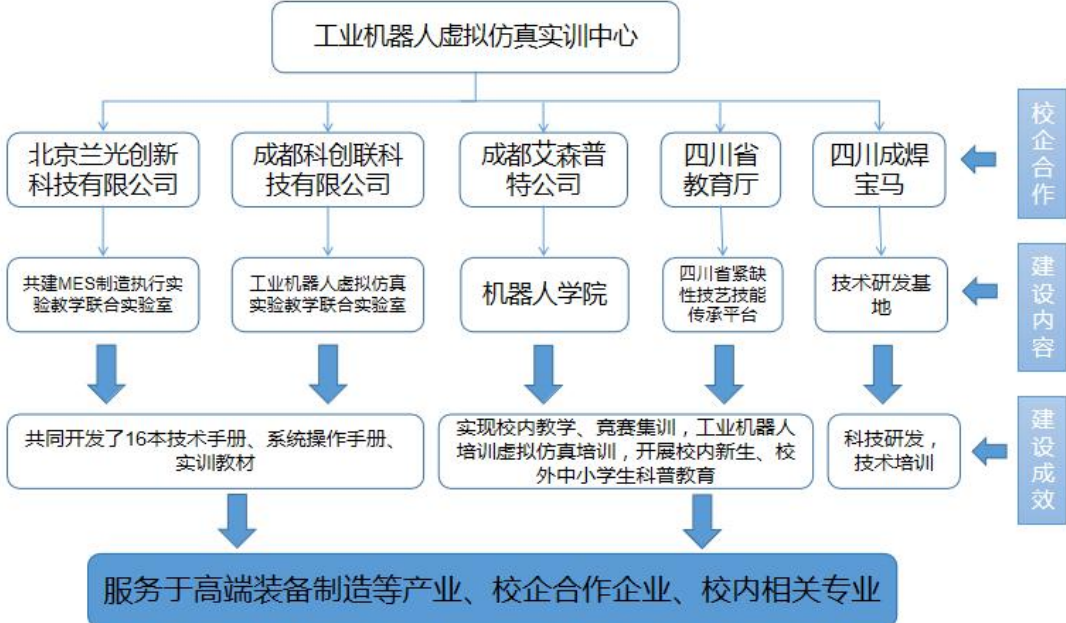 工业机器人虚拟仿真实训中心
北京兰光创新
科技有限公司
成都科创联科
技有限公司
成都艾森普
特公司
四川省
教育厅
四川成焊
宝马
校企合作
共建MES制造执行实
验教学联合实验室
工业机器人虚拟仿真
实验教学联合实验室
机器人学院
四川省紧缺
性技艺技能
传承平台
技术研发基
地
建设内容
共同开发了16本技术手册、系统操作手册、
实训教材
实现校内教学、竞赛集训，工业机器人
培训虚拟仿真培训，开展校内新生、校
外中小学生科普教育
科技研发，
技术培训
建设成效
服务于高端装备制造等产业、校企合作企业、校内相关专业